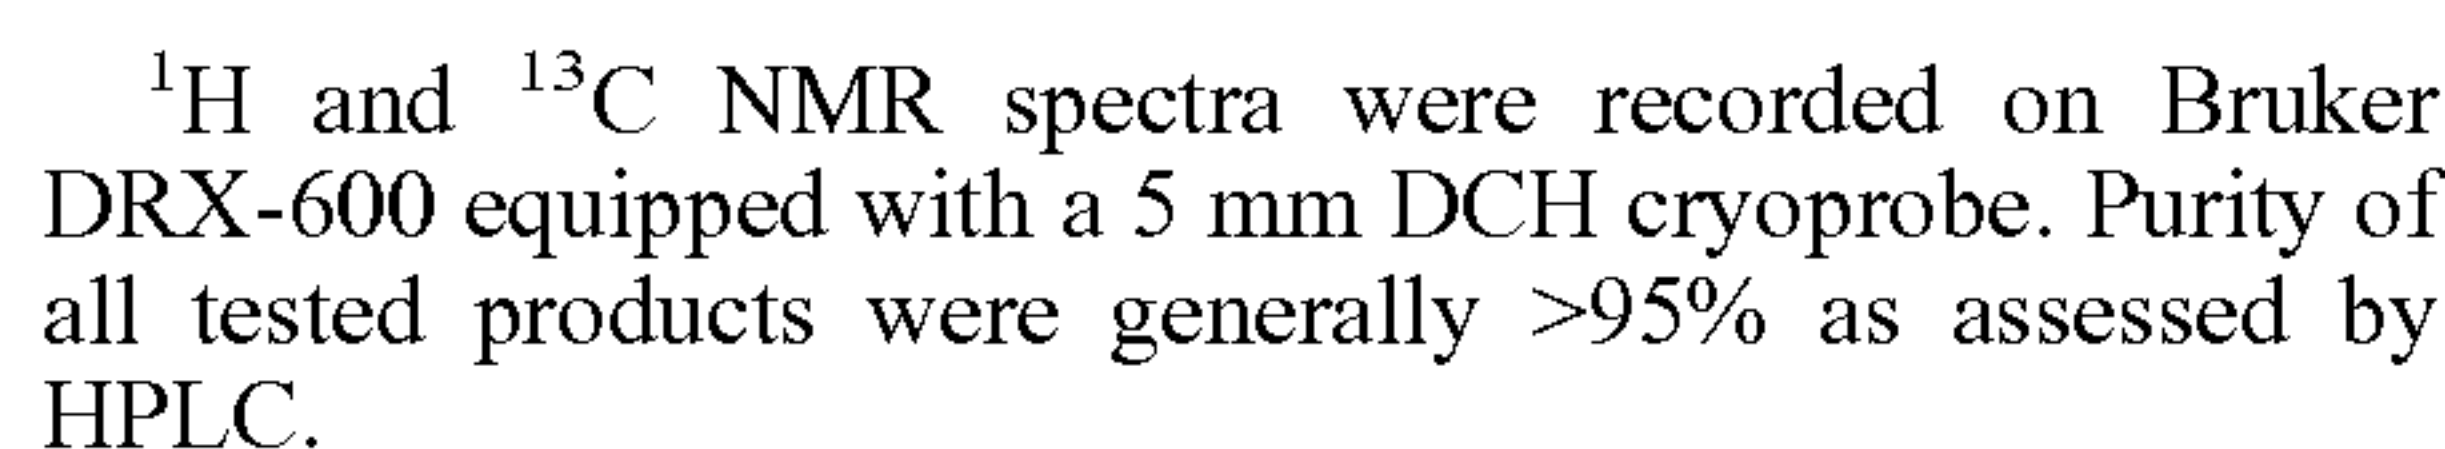 ¹H and ¹³C NMR spectra were recorded on Bruker
DRX-600 equipped with a 5 mm DCH cryoprobe. Purity of
all tested products were generally >95% as assessed by
HPLC.